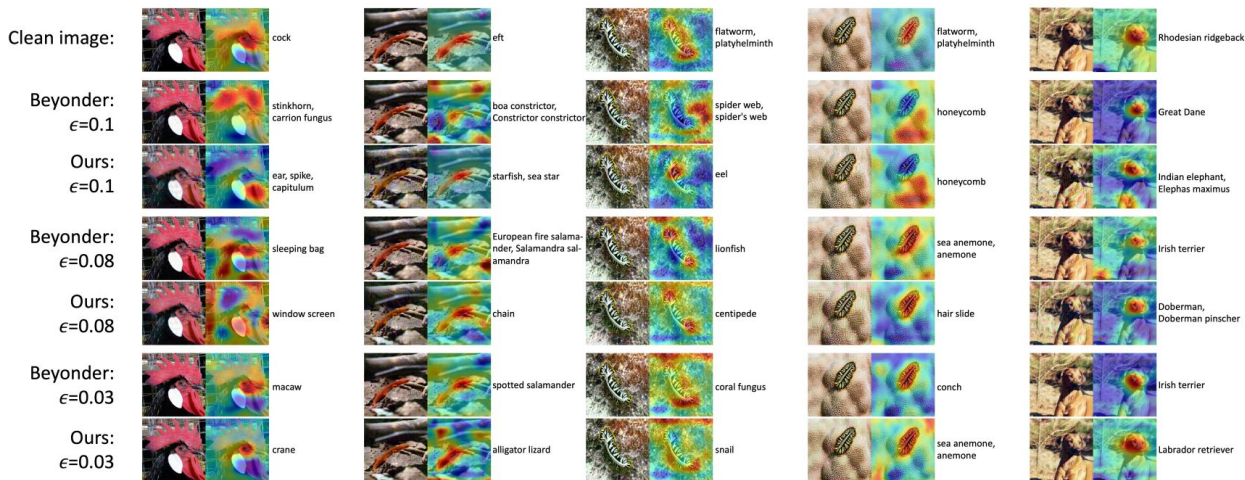 Clean image:
cock
eft
flatworm,
platyhelminth
flatworm,
platyhelminth
Rhodesian ridgeback
Beyonder:
ϵ=0.1
stinkhorn,
carrion fungus
boa constrictor,
Constrictor constrictor
spider web,
spider's web
honeycomb
Great Dane
Ours:
ϵ=0.1
ear, spike,
capitulum
starfish, sea star
eel
honeycomb
Indian elephant,
Elephas maximus
Beyonder:
ϵ=0.08
sleeping bag
European fire salama-
nder, Salamandra sal-
amandra
lionfish
sea anemone,
anemone
Irish terrier
Ours:
ϵ=0.08
window screen
chain
centipede
hair slide
Doberman,
Doberman pinscher
Beyonder:
ϵ=0.03
macaw
spotted salamander
coral fungus
conch
Irish terrier
Ours:
ϵ=0.03
crane
alligator lizard
snail
sea anemone,
anemone
Labrador retriever